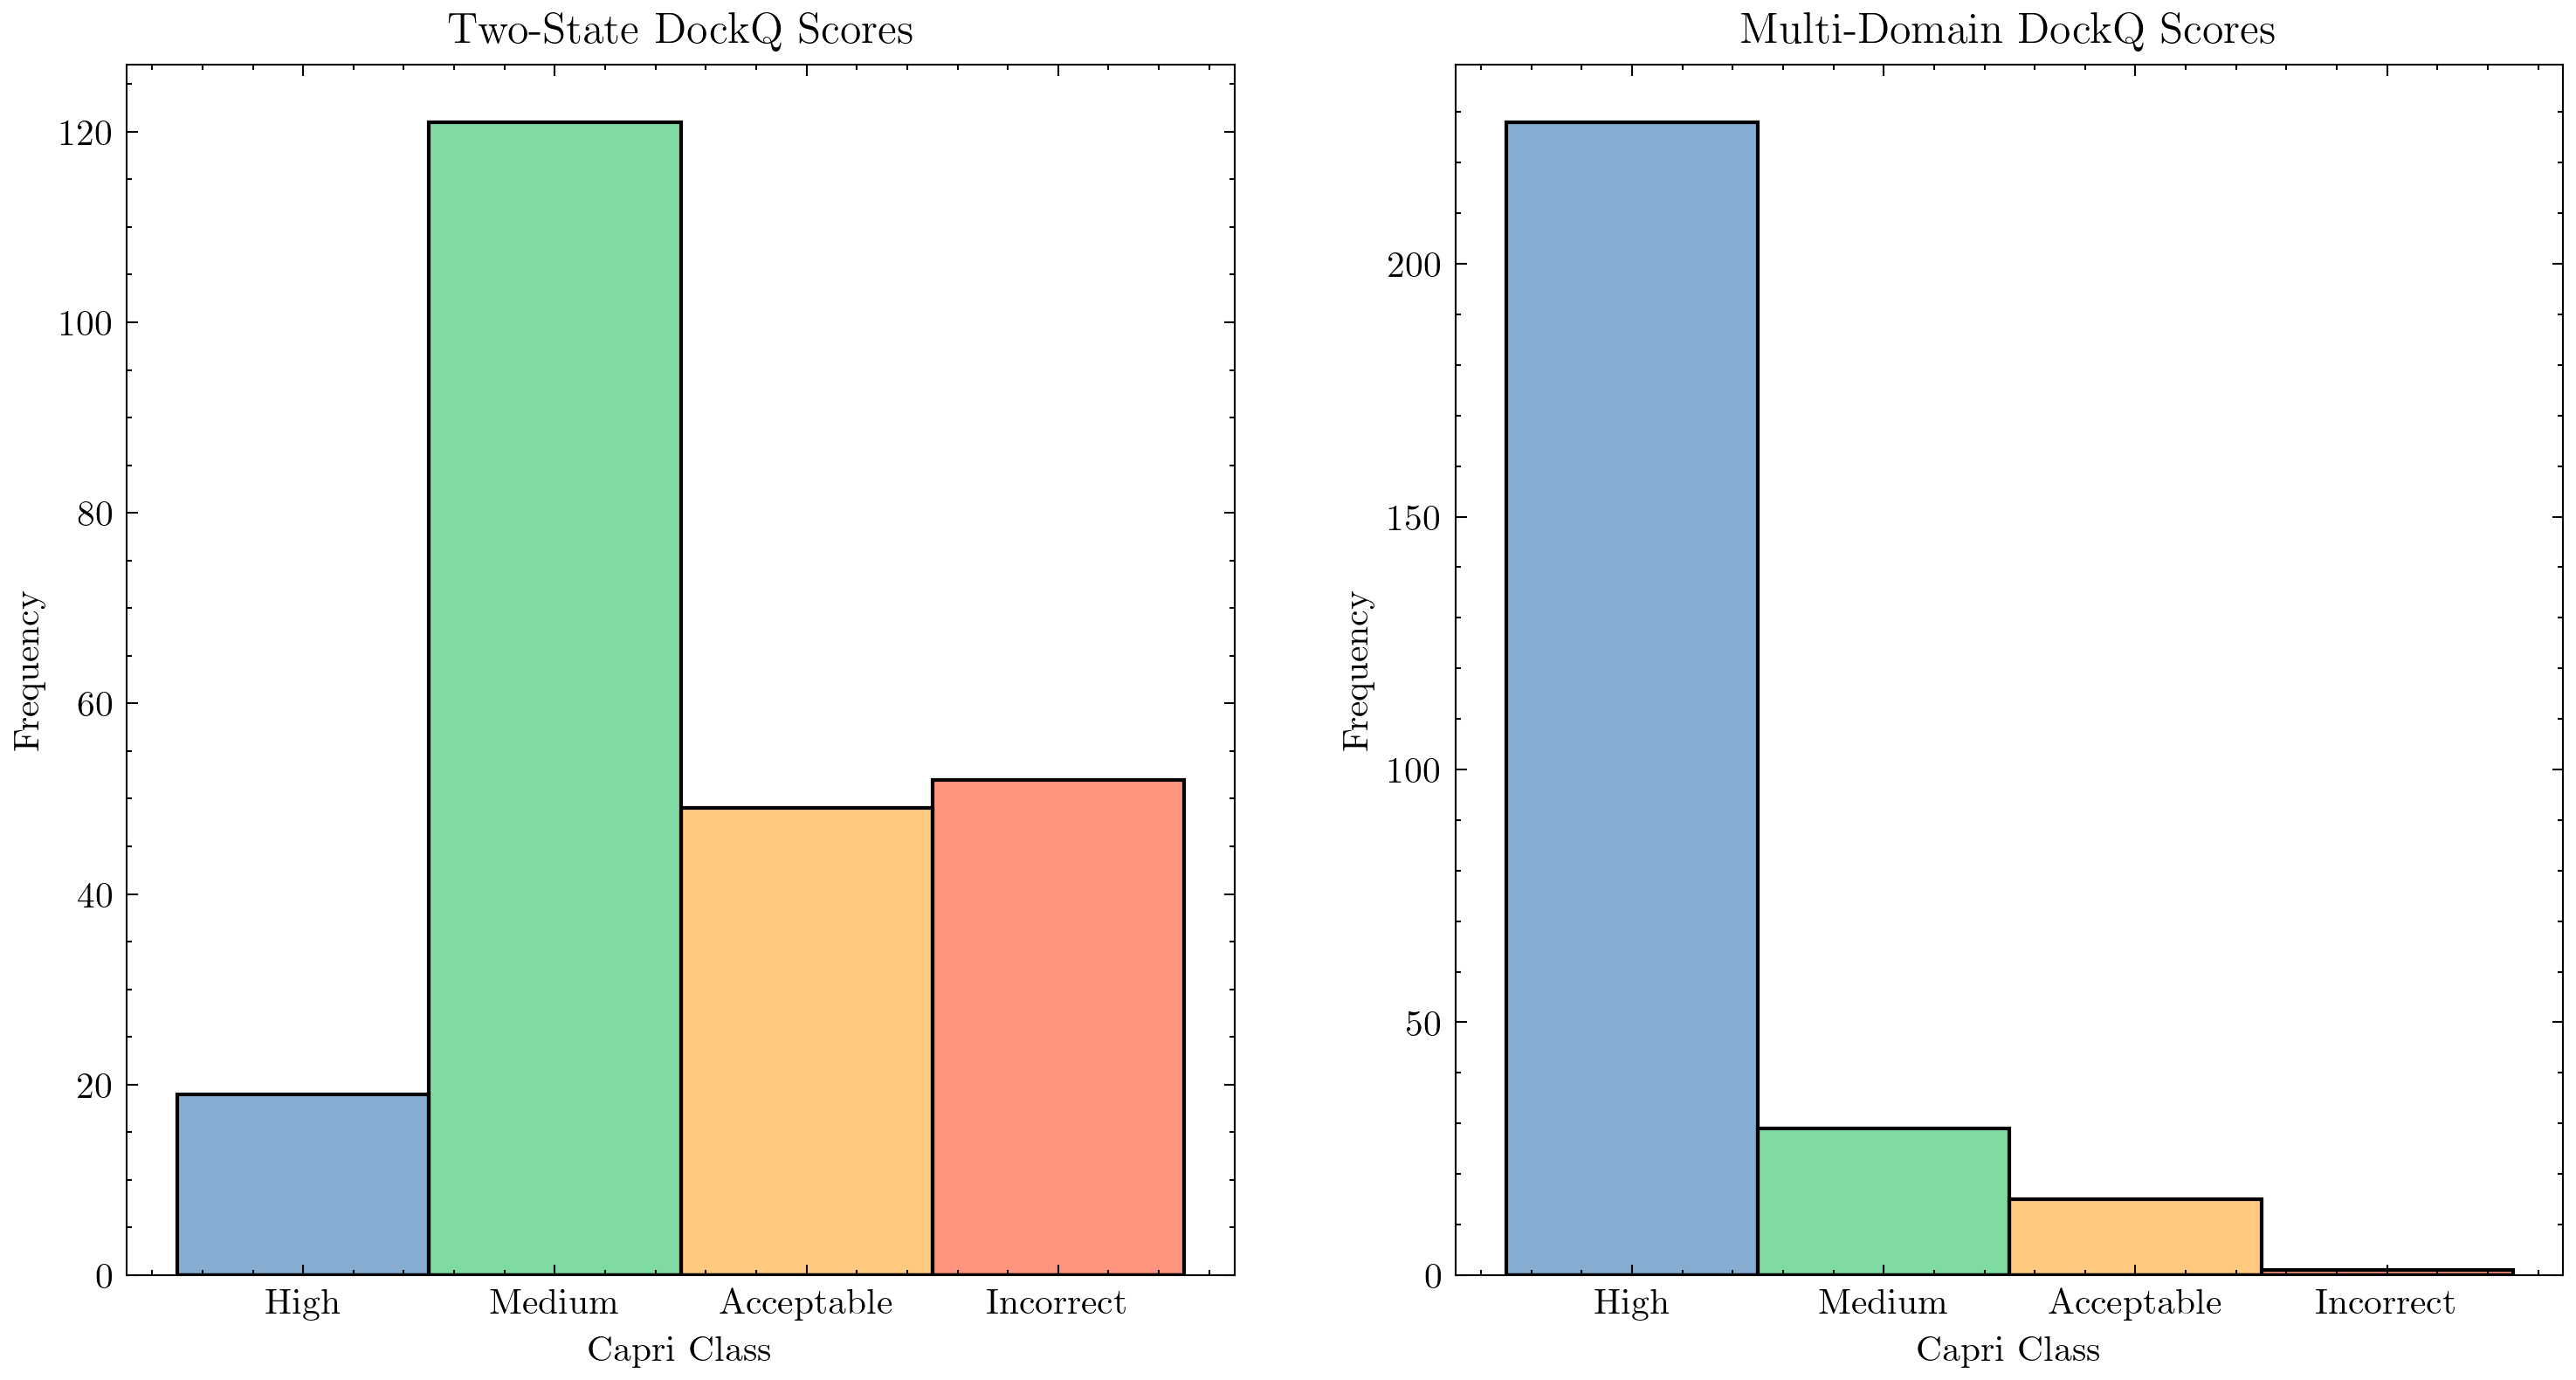 Two-State DockQ Scores
120
100
80
60
40
20
0
Frequency
High Medium Acceptable Incorrect
Capri Class
Multi-Domain DockQ Scores
200
150
100
50
0
Frequency
High Medium Acceptable Incorrect
Capri Class